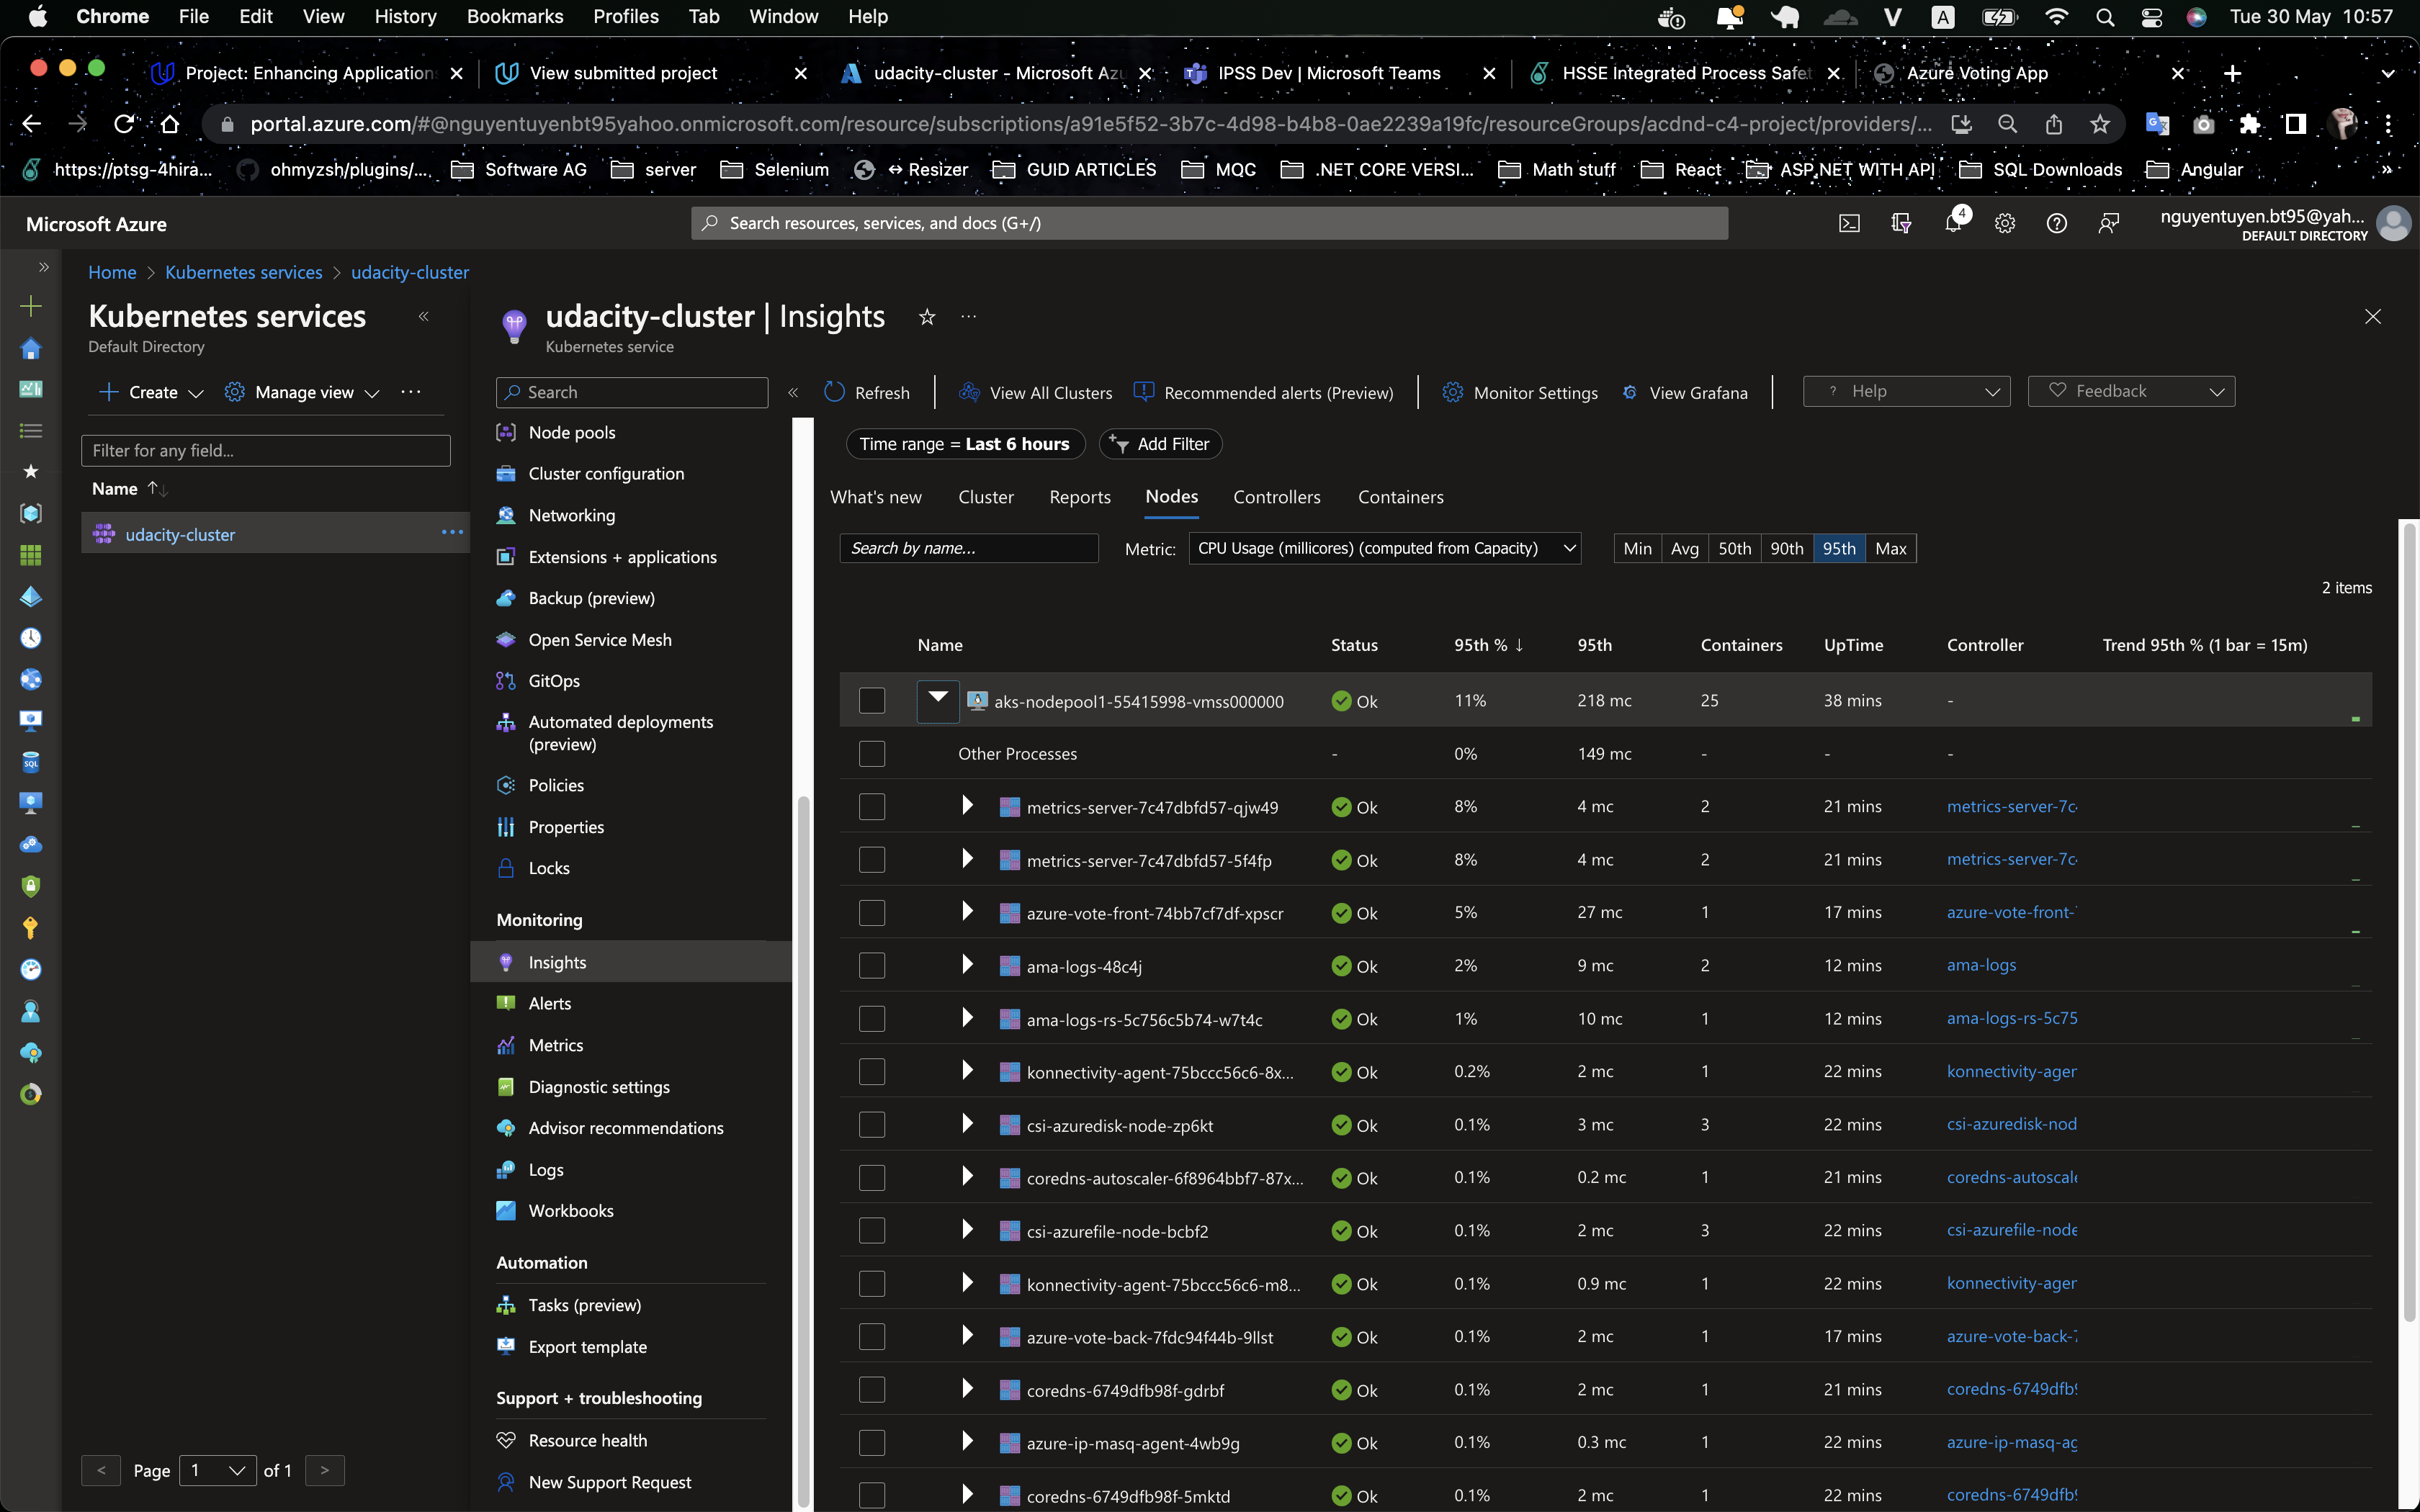 Chrome File Edit View History Bookmarks Profiles Tab Window Help
V A Tue 30 May 10:57
Project: Enhancing Application
View submitted project
udacity-cluster - Microsoft Azu
IPSS Dev | Microsoft Teams
HSSE Integrated Process Safet
Azure Voting App
portal.azure.com/#@nguyentuyenbt95yahoo.onmicrosoft.com/resource/subscriptions/a91e5f52-3b7c-4d98-b4b8-0ae2239a19fc/resourceGroups/acdnd-c4-project/providers/...
https://ptsg-4hira... ohmyzsh/plugins/... Software AG server Selenium ↔ Resizer GUID ARTICLES MQC .NET CORE VERSI... Math stuff React ASP.NET WITH API SQL Downloads Angular »
Microsoft Azure
Search resources, services, and docs (G+/)
4
nguyentuyen.bt95@yah...
DEFAULT DIRECTORY
Home > Kubernetes services > udacity-cluster
Kubernetes services
Default Directory
Create Manage view ...
Filter for any field...
Name ↑↓
udacity-cluster ...
< Page 1 of 1 >
udacity-cluster | Insights
Kubernetes service
Search
Node pools
Cluster configuration
Networking
Extensions + applications
Backup (preview)
Open Service Mesh
GitOps
Automated deployments
(preview)
Policies
Properties
Locks
Monitoring
Insights
Alerts
Metrics
Diagnostic settings
Advisor recommendations
Logs
Workbooks
Automation
Tasks (preview)
Export template
Support + troubleshooting
Resource health
New Support Request
Refresh View All Clusters Recommended alerts (Preview) Monitor Settings View Grafana ? Help Feedback
Time range = Last 6 hours Add Filter
What's new Cluster Reports Nodes Controllers Containers
Search by name... Metric: CPU Usage (millicores) (computed from Capacity) Min Avg 50th 90th 95th Max
2 items
Name Status 95th % ↓ 95th Containers UpTime Controller Trend 95th % (1 bar = 15m)
aks-nodepool1-55415998-vmss000000 Ok 11% 218 mc 25 38 mins -
Other Processes - 0% 149 mc - - -
metrics-server-7c47dbfd57-qjw49 Ok 8% 4 mc 2 21 mins metrics-server-7c4
metrics-server-7c47dbfd57-5f4fp Ok 8% 4 mc 2 21 mins metrics-server-7c4
azure-vote-front-74bb7cf7df-xpscr Ok 5% 27 mc 1 17 mins azure-vote-front-7
ama-logs-48c4j Ok 2% 9 mc 2 12 mins ama-logs
ama-logs-rs-5c756c5b74-w7t4c Ok 1% 10 mc 1 12 mins ama-logs-rs-5c75
konnectivity-agent-75bccc56c6-8x... Ok 0.2% 2 mc 1 22 mins konnectivity-agen
csi-azuredisk-node-zp6kt Ok 0.1% 3 mc 3 22 mins csi-azuredisk-nod
coredns-autoscaler-6f8964bbf7-87x... Ok 0.1% 0.2 mc 1 21 mins coredns-autoscale
csi-azurefile-node-bcbf2 Ok 0.1% 2 mc 3 22 mins csi-azurefile-node
konnectivity-agent-75bccc56c6-m8... Ok 0.1% 0.9 mc 1 22 mins konnectivity-agen
azure-vote-back-7fdc94f44b-9llst Ok 0.1% 2 mc 1 17 mins azure-vote-back-7
coredns-6749dfb98f-gdrbf Ok 0.1% 2 mc 1 21 mins coredns-6749dfb9
azure-ip-masq-agent-4wb9g Ok 0.1% 0.3 mc 1 22 mins azure-ip-masq-ag
coredns-6749dfb98f-5mktd Ok 0.1% 2 mc 1 22 mins coredns-6749dfb9